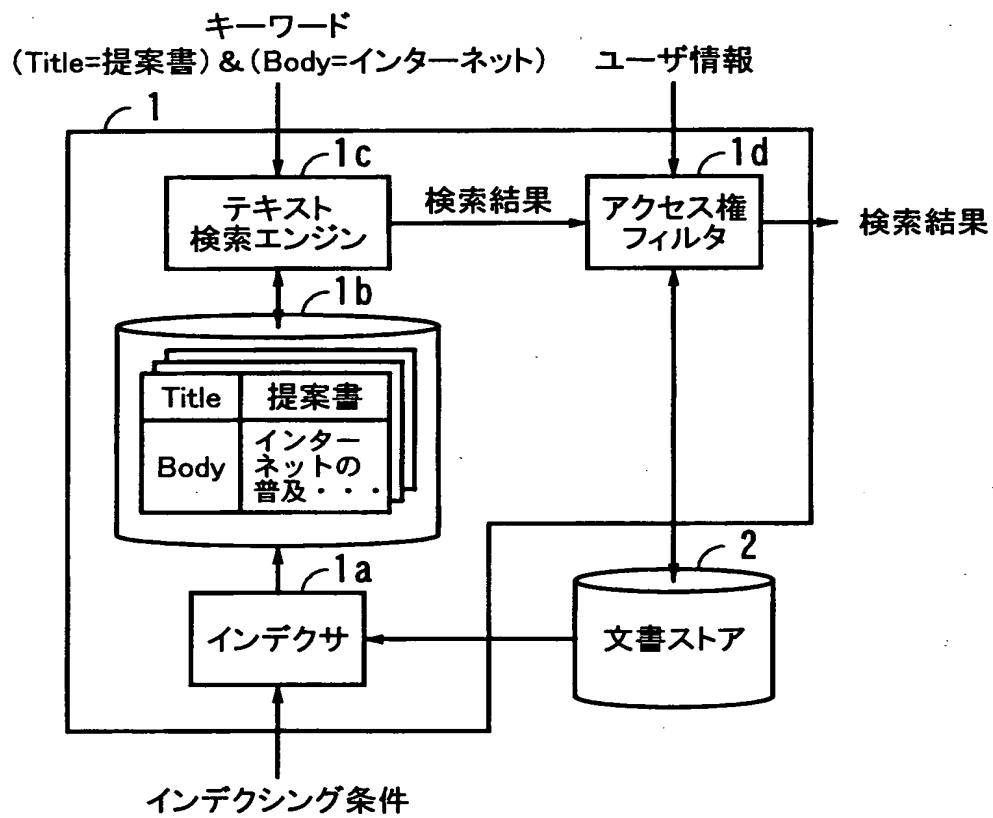 キーワード
(Title=提案書)&(Body=インターネット)
ユーザ情報
1
1c
1d
テキスト
検索エンジン
検索結果
アクセス権
フィルタ
検索結果
1b
Title
提案書
Body
インター
ネットの
普及・・・
1a
2
インデクサ
文書ストア
インデクシング条件